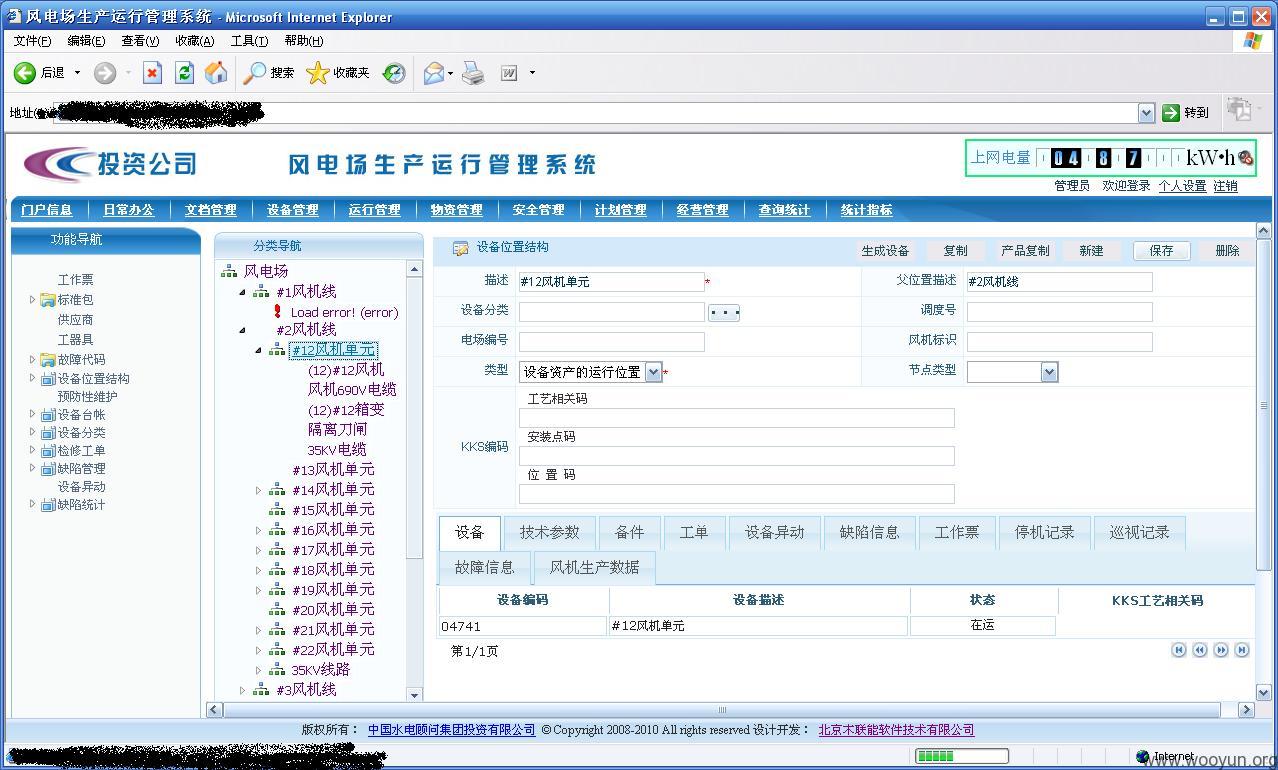 风电场生产运行管理系统 - Microsoft Internet Explorer
文件(F) 编辑(E) 查看(V) 收藏(A) 工具(T) 帮助(H)
后退 搜索 收藏夹
地址 转到
投资公司 风电场生产运行管理系统 上网电量 04 8 7 kW·h
管理员 欢迎登录 个人设置 注销
门户信息 日常办公 文档管理 设备管理 运行管理 物资管理 安全管理 计划管理 经营管理 查询统计 统计指标
功能导航
工作票
标准包
供应商
工器具
故障代码
设备位置结构
预防性维护
设备台帐
设备分类
检修工单
缺陷管理
设备异动
缺陷统计
分类导航
风电场
#1风机线
Load error! (error)
#2风机线
#12风机单元
(12)#12风机
风机690V电缆
(12)#12箱变
隔离刀闸
35KV电缆
#13风机单元
#14风机单元
#15风机单元
#16风机单元
#17风机单元
#18风机单元
#19风机单元
#20风机单元
#21风机单元
#22风机单元
35KV线路
#3风机线
设备位置结构 生成设备 复制 产品复制 新建 保存 删除
描述 #12风机单元 * 父位置描述 #2风机线
设备分类 ... 调度号
电场编号 风机标识
类型 设备资产的运行位置 * 节点类型
KKS编码
工艺相关码
安装点码
位 置 码
设备 技术参数 备件 工单 设备异动 缺陷信息 工作票 停机记录 巡视记录
故障信息 风机生产数据
设备编码 设备描述 状态 KKS工艺相关码
04741 #12风机单元 在运
第1/1页
版权所有： 中国水电顾问集团投资有限公司 ©Copyright 2008-2010 All rights reserved 设计开发： 北京木联能软件技术有限公司
Internet
www.wooyun.org